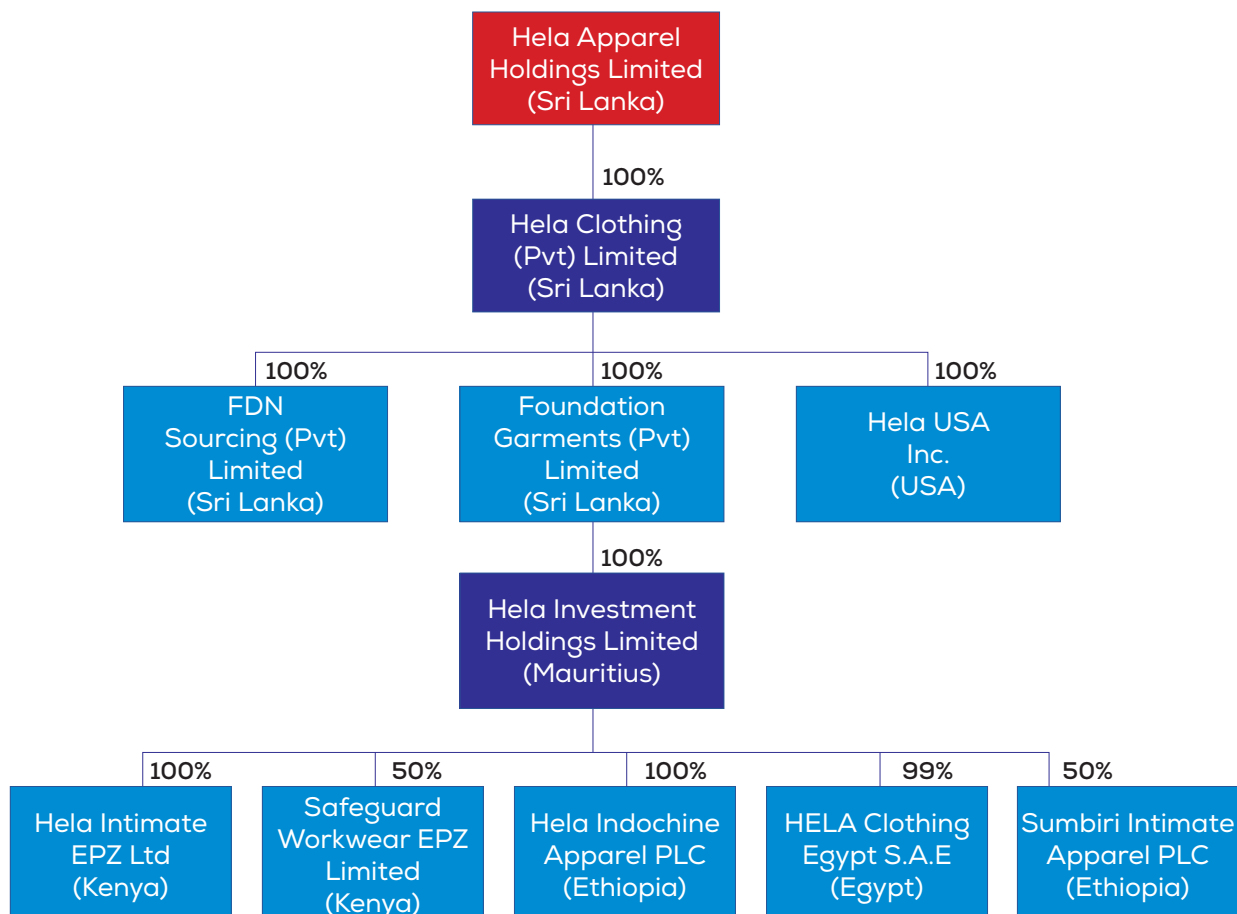 Hela Apparel
Holdings Limited
(Sri Lanka)
100%
Hela Clothing
(Pvt) Limited
(Sri Lanka)
100%
100%
100%
FDN
Sourcing (Pvt)
Limited
(Sri Lanka)
Foundation
Garments (Pvt)
Limited
(Sri Lanka)
Hela USA
Inc.
(USA)
100%
Hela Investment
Holdings Limited
(Mauritius)
100%
50%
100%
99%
50%
Hela Intimate
EPZ Ltd
(Kenya)
Safeguard
Workwear EPZ
Limited
(Kenya)
Hela Indochine
Apparel PLC
(Ethiopia)
HELA Clothing
Egypt S.A.E
(Egypt)
Sumbiri Intimate
Apparel PLC
(Ethiopia)